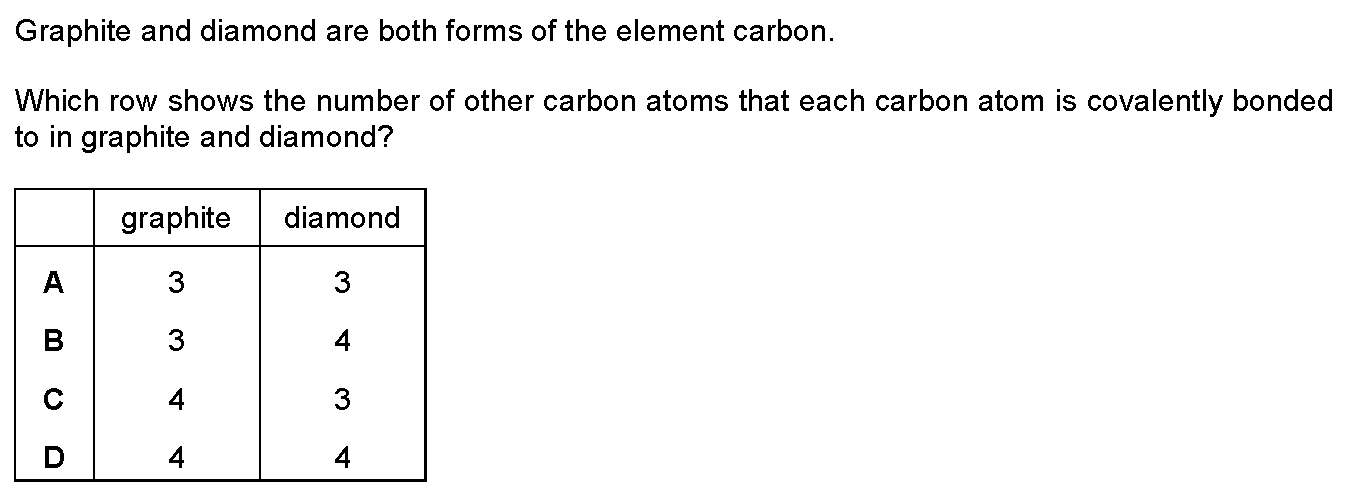 Graphite and diamond are both forms of the element carbon.
Which row shows the number of other carbon atoms that each carbon atom is covalently bonded
to in graphite and diamond?
graphite diamond
A 3 3
B 3 4
C 4 3
D 4 4